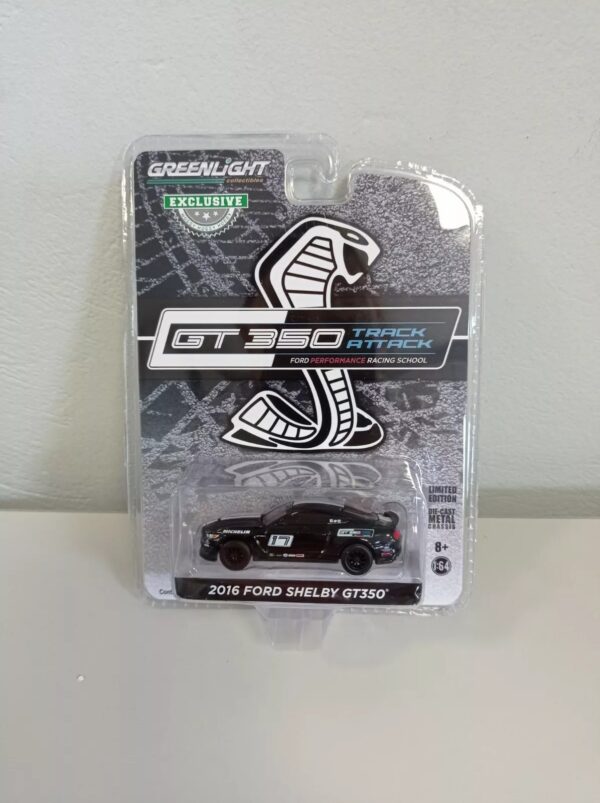 GREENLIGHT
collectibles
EXCLUSIVE
GT 350 TRACK ATTACK
FORD PERFORMANCE RACING SCHOOL
LIMITED
EDITION
DIE-CAST
METAL
CHASSIS
8+
1:64
MICHELIN
17
2016 FORD SHELBY GT350®